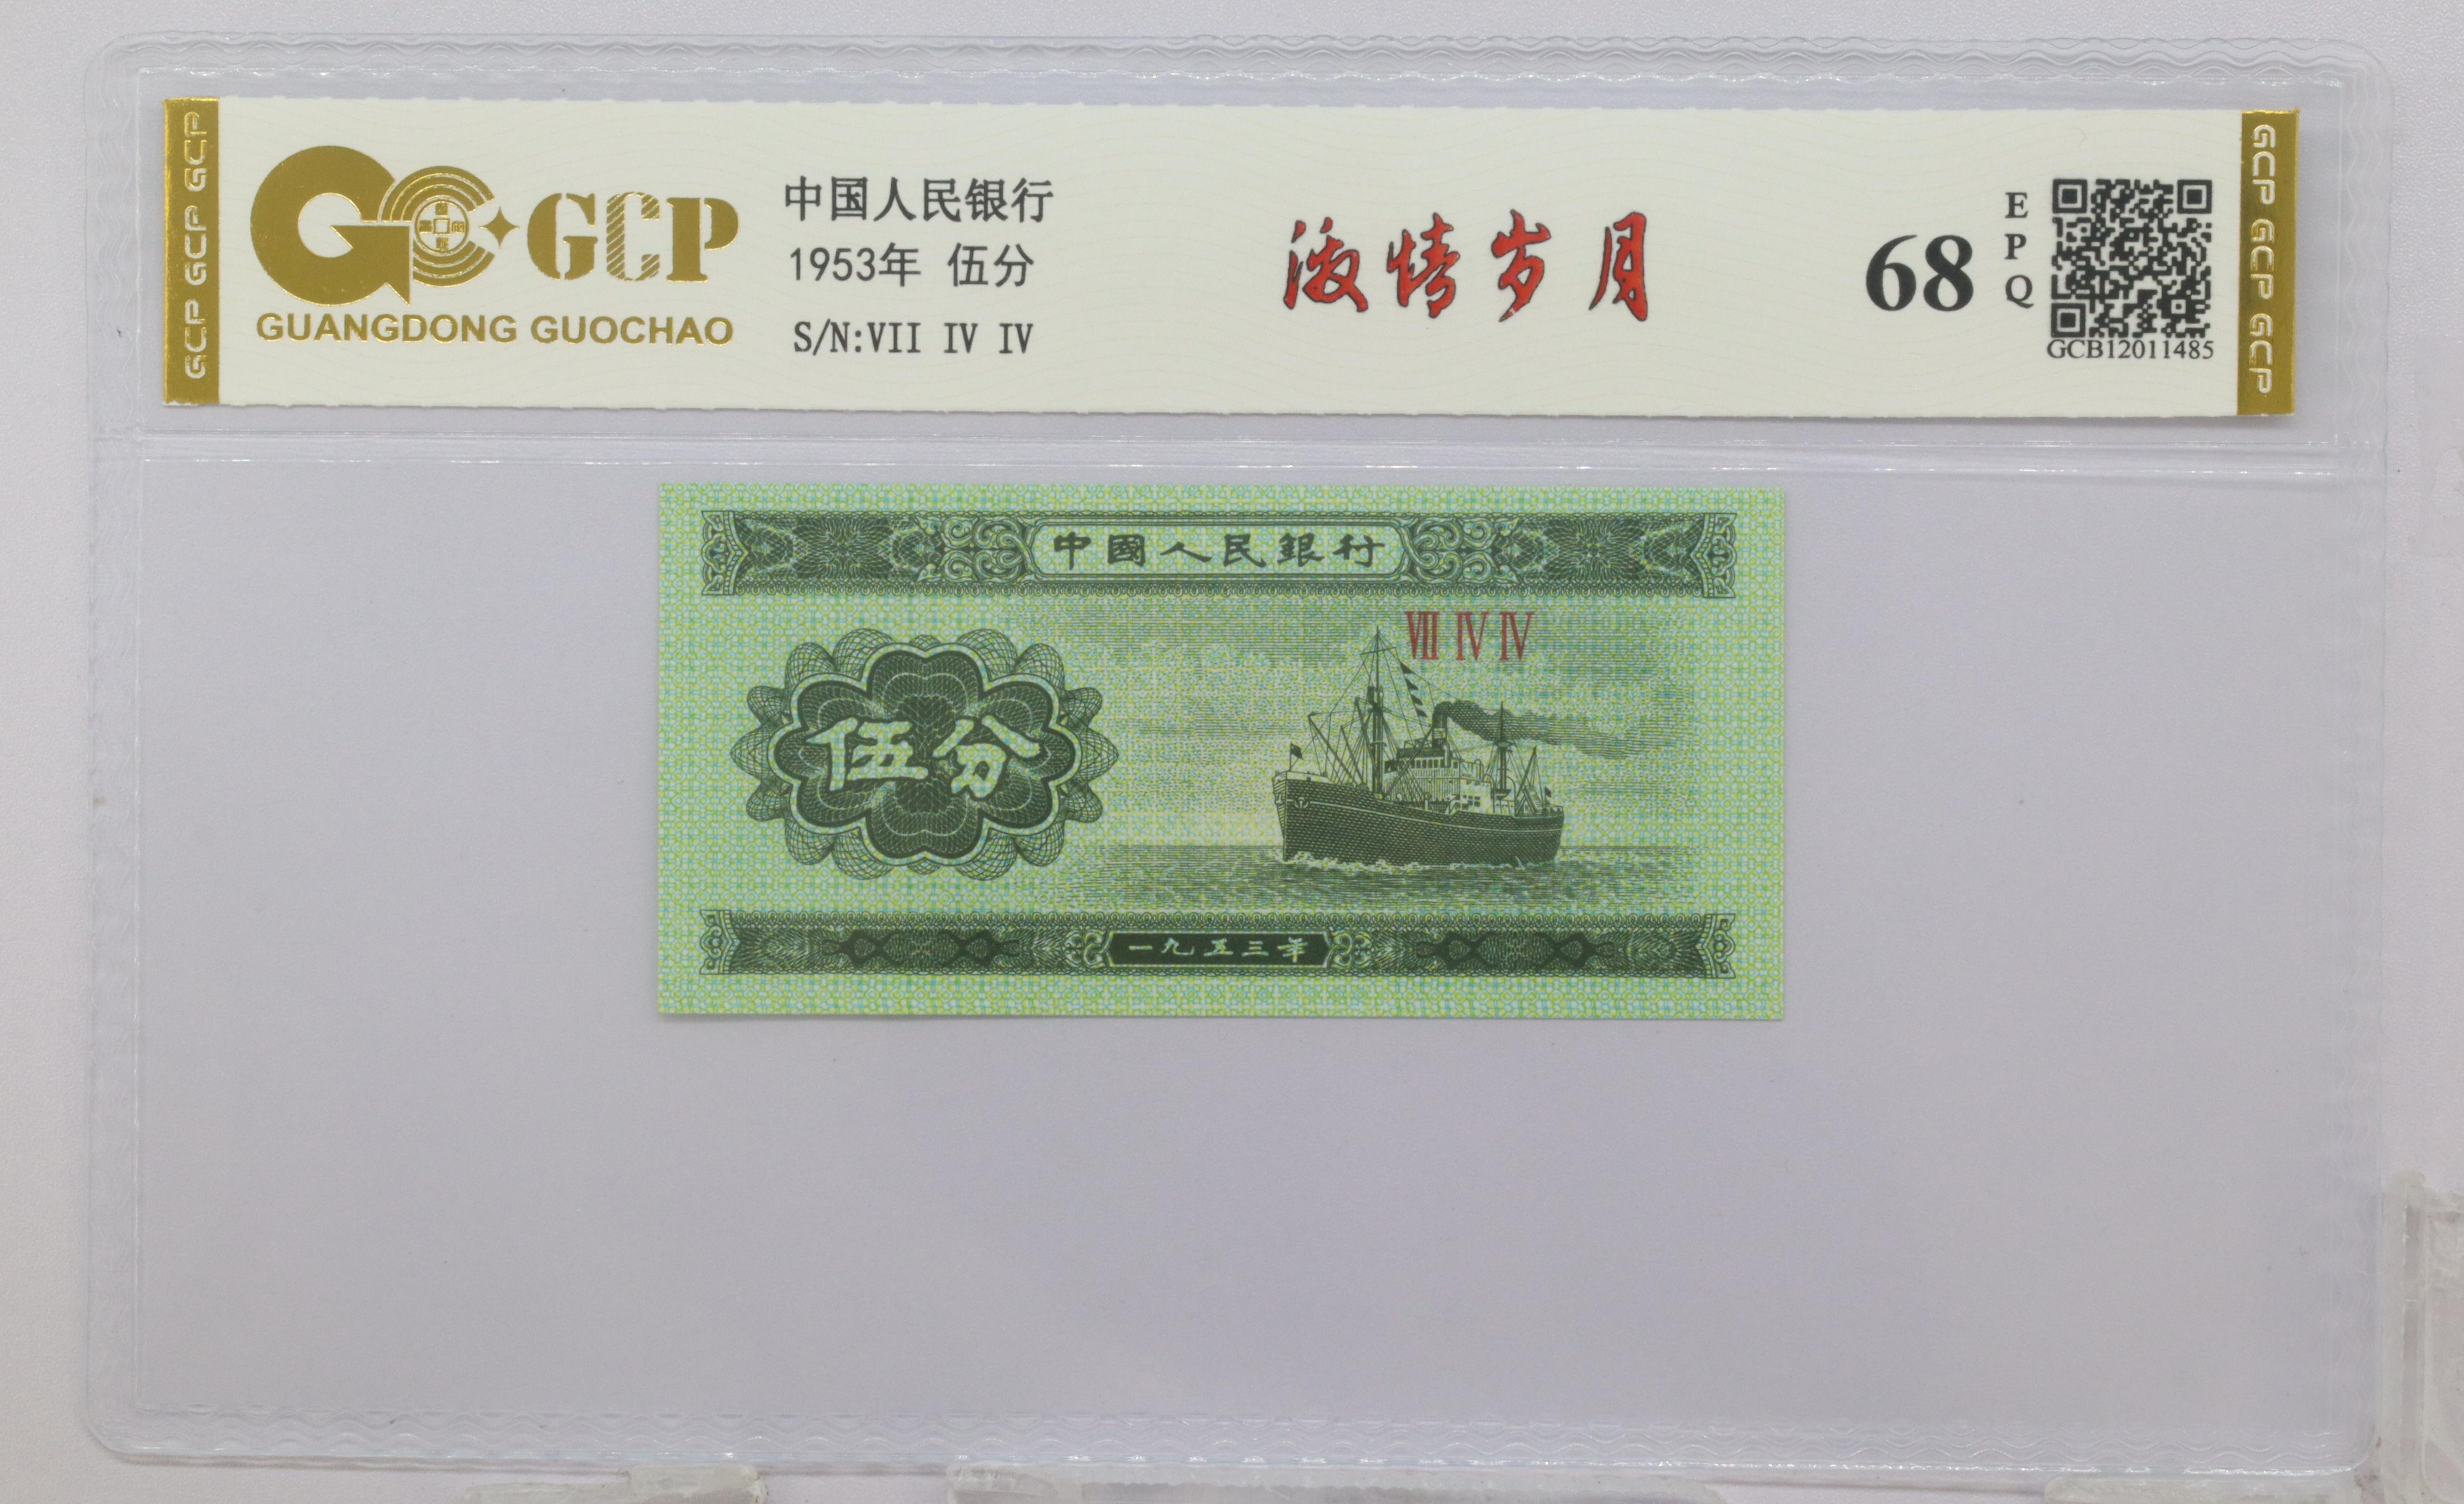 GCP GCP GCP
GCP
GUANGDONG GUOCHAO
中国人民银行
1953年 伍分
S/N:VII IV IV
激情岁月
68
EPQ
GCB12011485
GCP GCP GCP
中國人民銀行
Ⅶ Ⅳ Ⅳ
伍分
一九五三年